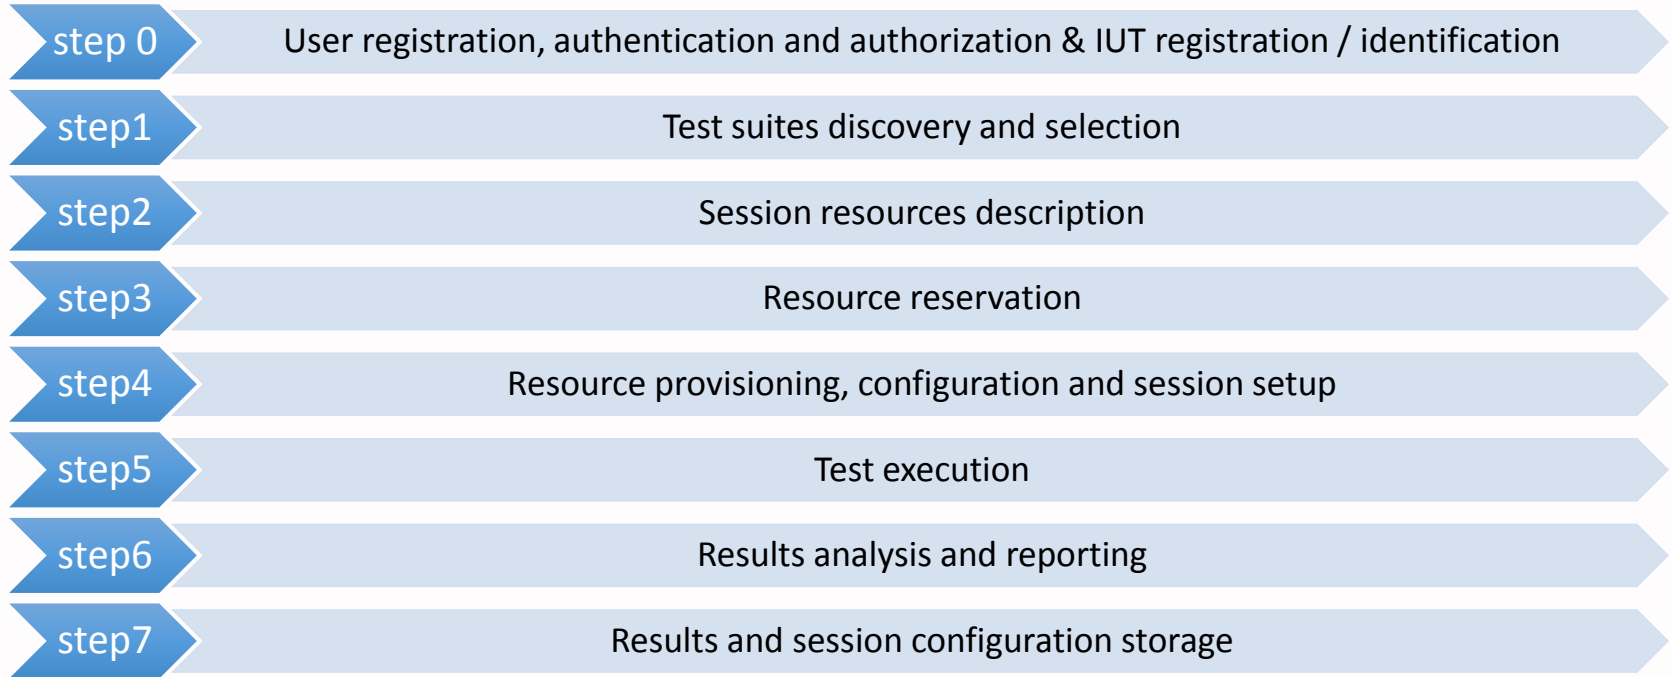 step 0 User registration, authentication and authorization & IUT registration / identification
step1 Test suites discovery and selection
step2 Session resources description
step3 Resource reservation
step4 Resource provisioning, configuration and session setup
step5 Test execution
step6 Results analysis and reporting
step7 Results and session configuration storage